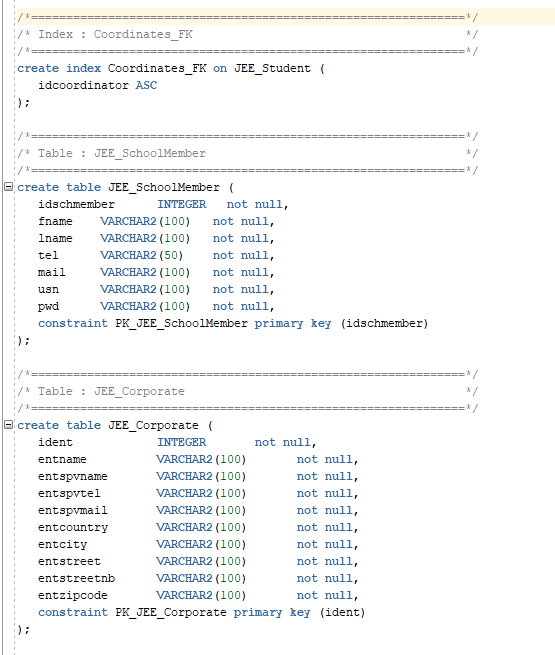 /*==============================================================*/
/* Index : Coordinates_FK                                       */
/*==============================================================*/
create index Coordinates_FK on JEE_Student (
   idcoordinator ASC
);
/*==============================================================*/
/* Table : JEE_SchoolMember                                     */
/*==============================================================*/
create table JEE_SchoolMember (
   idschmember      INTEGER   not null,
   fname    VARCHAR2(100)   not null,
   lname    VARCHAR2(100)   not null,
   tel      VARCHAR2(50)    not null,
   mail     VARCHAR2(100)   not null,
   usn      VARCHAR2(100)   not null,
   pwd      VARCHAR2(100)   not null,
   constraint PK_JEE_SchoolMember primary key (idschmember)
);
/*==============================================================*/
/* Table : JEE_Corporate                                        */
/*==============================================================*/
create table JEE_Corporate (
   ident            INTEGER       not null,
   entname          VARCHAR2(100)       not null,
   entspvname       VARCHAR2(100)       not null,
   entspvtel        VARCHAR2(100)       not null,
   entspvmail       VARCHAR2(100)       not null,
   entcountry       VARCHAR2(100)       not null,
   entcity          VARCHAR2(100)       not null,
   entstreet        VARCHAR2(100)       not null,
   entstreetnb      VARCHAR2(100)       not null,
   entzipcode       VARCHAR2(100)       not null,
   constraint PK_JEE_Corporate primary key (ident)
);